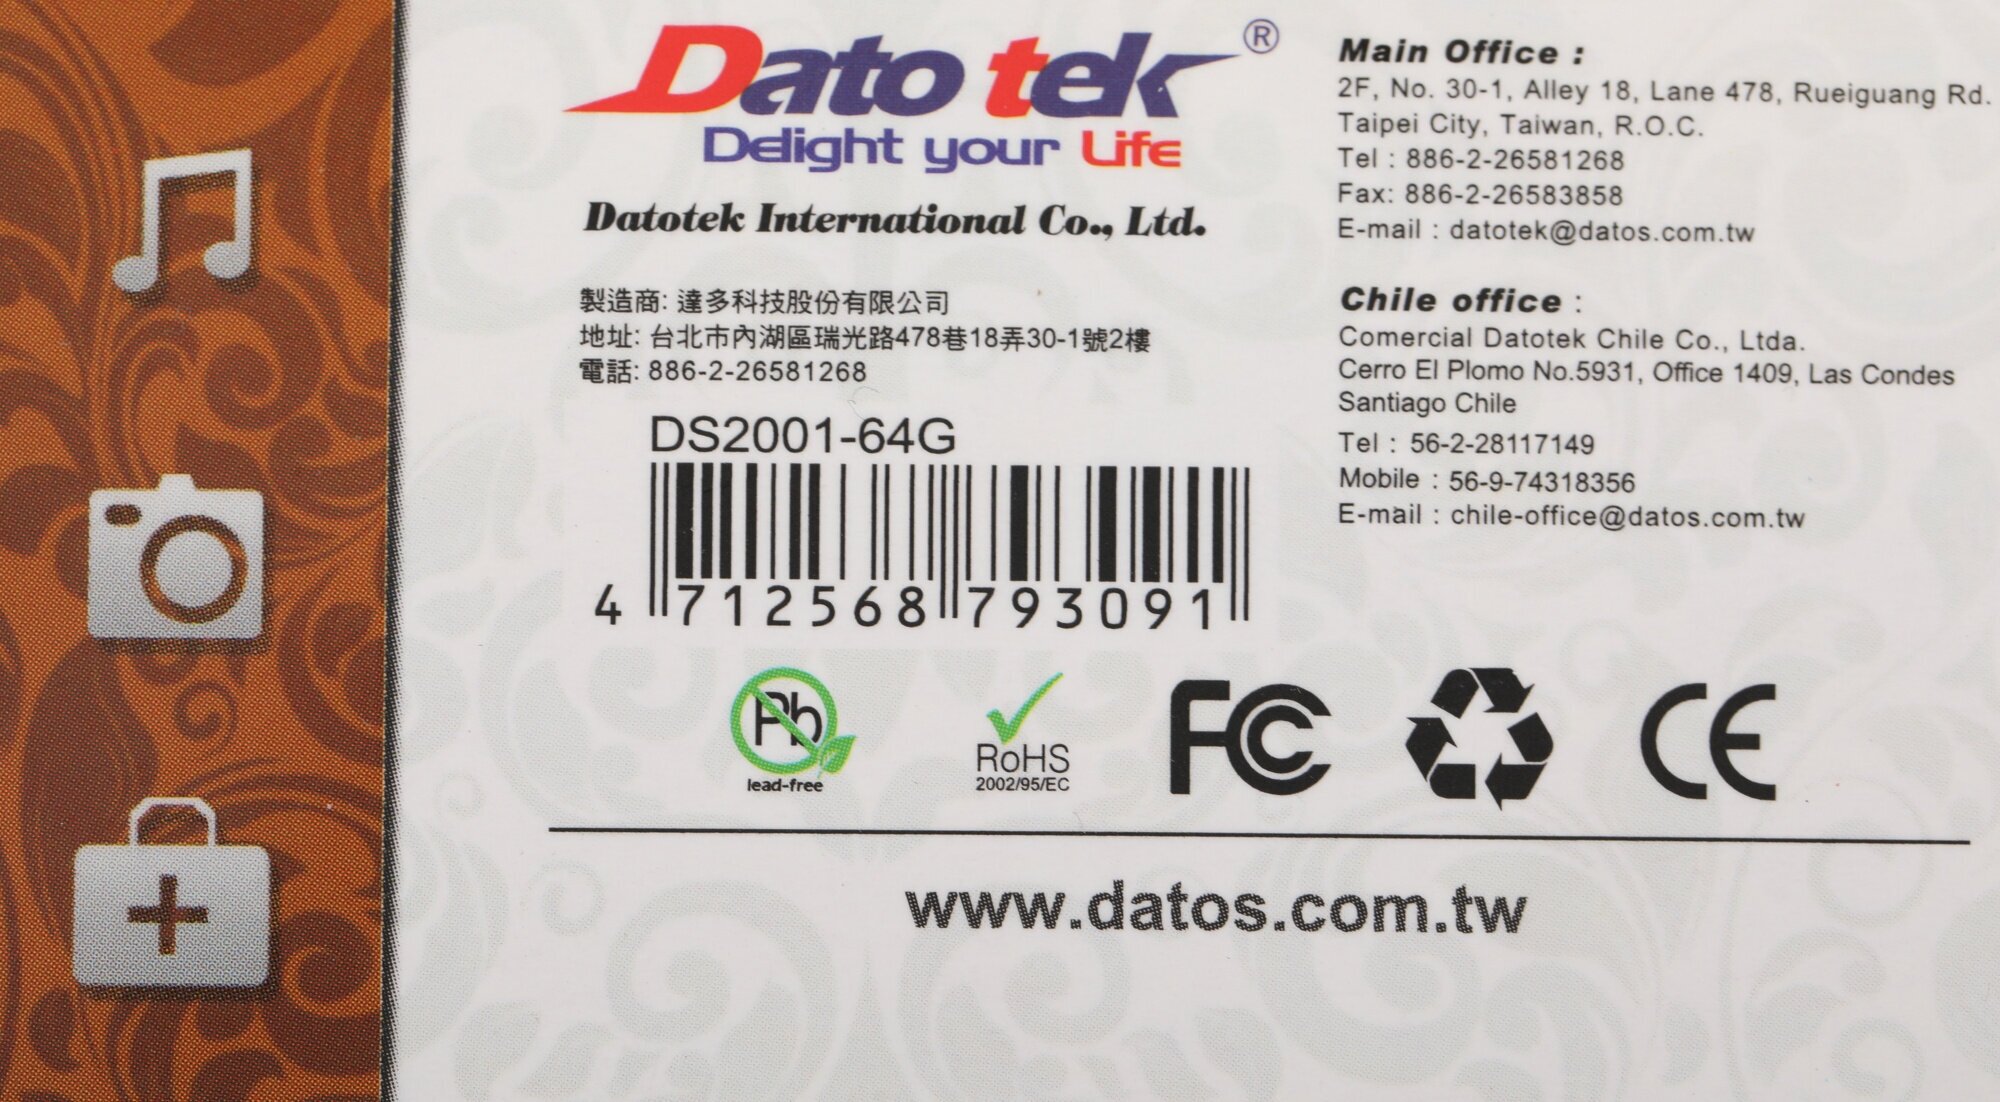 Dato tek®
Delight your Life
Datotek International Co., Ltd.
製造商: 達多科技股份有限公司
地址: 台北市內湖區瑞光路478巷18弄30-1號2樓
電話: 886-2-26581268
DS2001-64G
4 712568 793091
Main Office :
2F, No. 30-1, Alley 18, Lane 478, Rueiguang Rd.
Taipei City, Taiwan, R.O.C.
Tel : 886-2-26581268
Fax: 886-2-26583858
E-mail : datotek@datos.com.tw
Chile office :
Comercial Datotek Chile Co., Ltda.
Cerro El Plomo No.5931, Office 1409, Las Condes
Santiago Chile
Tel : 56-2-28117149
Mobile : 56-9-74318356
E-mail : chile-office@datos.com.tw
Pb
lead-free
RoHS
2002/95/EC
FC
CE
www.datos.com.tw